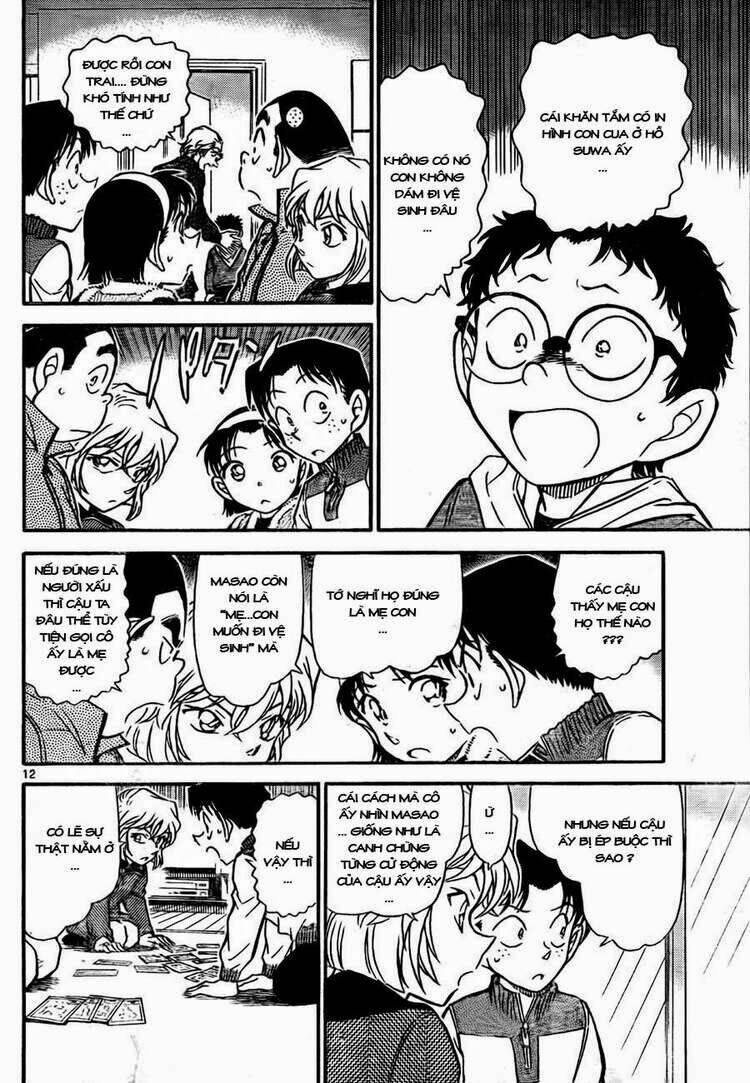 CÁI KHĂN TẮM CÓ IN
HÌNH CON CUA Ở HỒ
SUWA ẤY
...
KHÔNG CÓ NÓ
CON KHÔNG
DÁM ĐI VỆ
SINH ĐÂU
...
ĐƯỢC RỒI CON
TRAI.... ĐỪNG
KHÓ TÍNH NHƯ
THẾ CHỨ
...
パタン
CÁC CẬU
THẤY MẸ CON
HỌ THẾ NÀO
???
TỚ NGHĨ HỌ ĐÚNG
LÀ MẸ CON
...
MASAO CÒN
NÓI LÀ
"MẸ...CON
MUỐN ĐI VỆ
SINH" MÀ
NẾU ĐÚNG LÀ
NGƯỜI XẤU
THÌ CẬU TA
ĐÂU THỂ TÙY
TIỆN GỌI CÔ
ẤY LÀ MẸ
ĐƯỢC
...
12
NHƯNG NẾU CẬU
ẤY BỊ ÉP BUỘC THÌ
SAO ?
Ừ
...
CÁI CÁCH MÀ CÔ
ẤY NHÌN MASAO
... GIỐNG NHƯ LÀ
CANH CHỪNG
TỪNG CỬ ĐỘNG
CỦA CẬU ẤY VẬY
...
NẾU
VẬY THÌ
...
CÓ LẼ SỰ
THẬT NẰM Ở
...